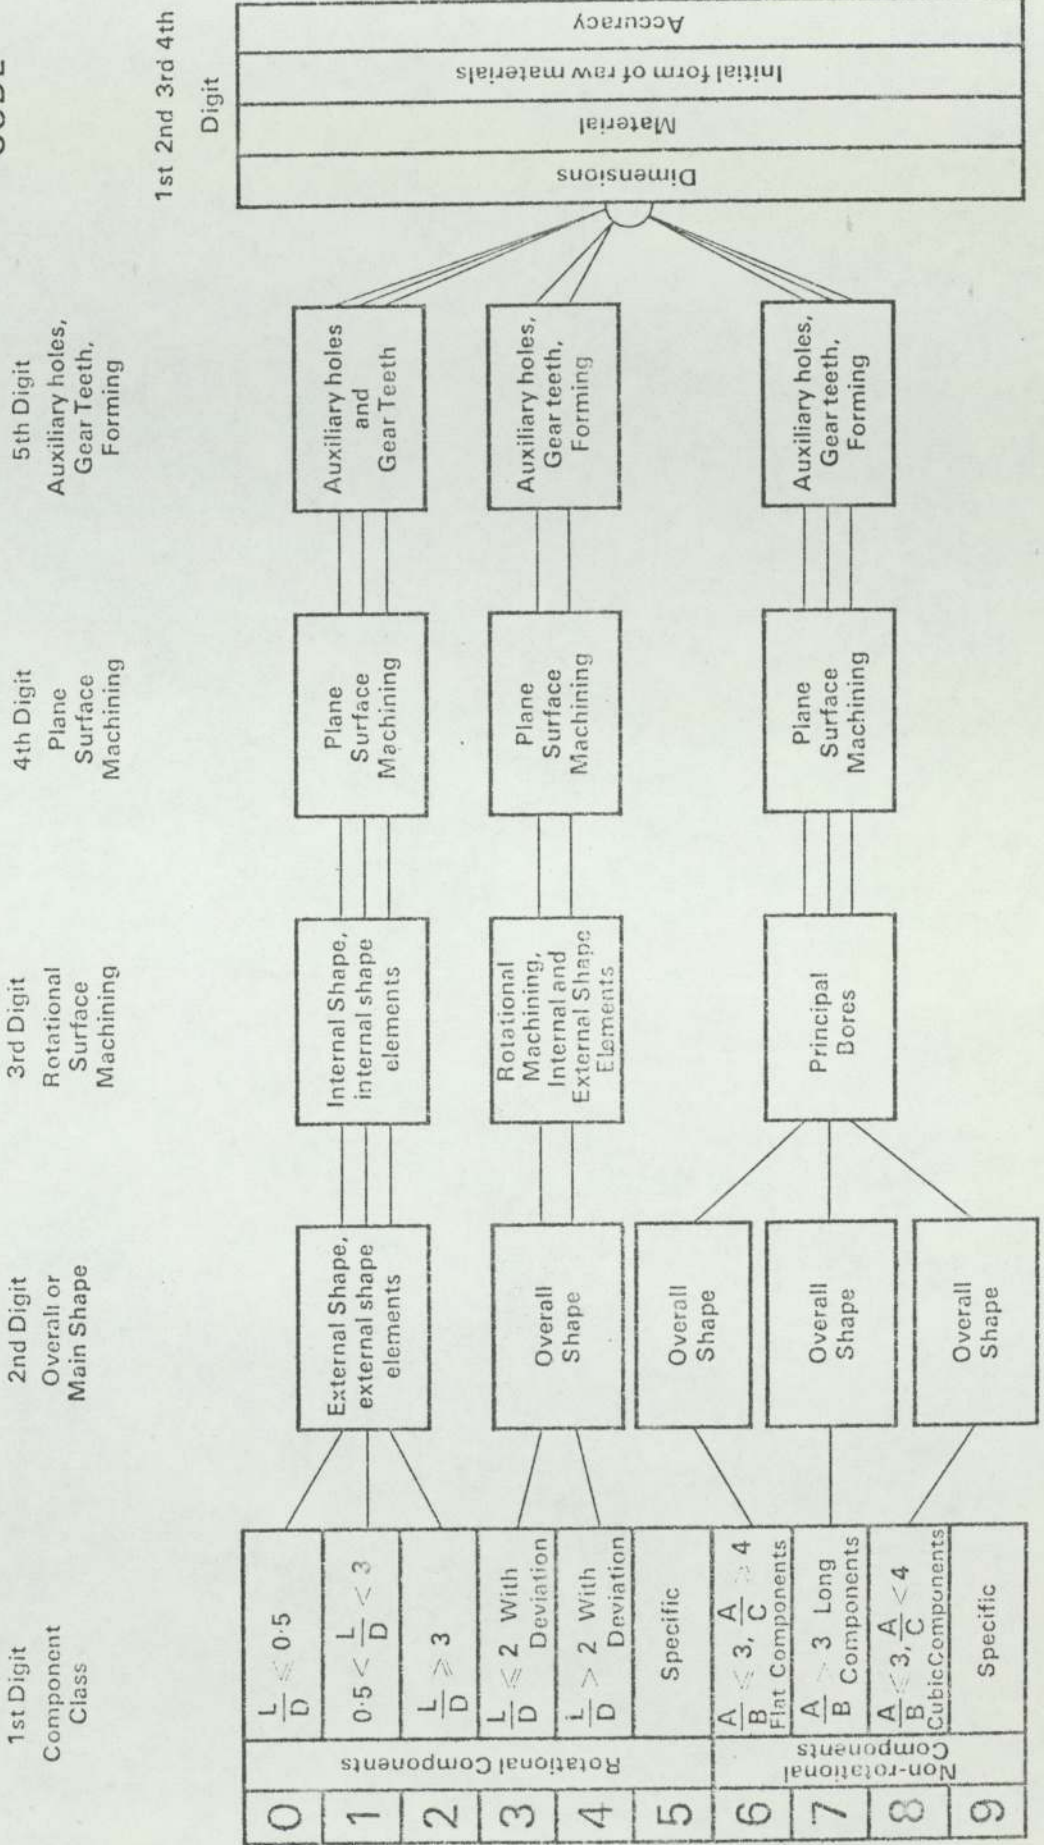 1st Digit
Component
Class
2nd Digit
Overall or
Main Shape
3rd Digit
Rotational
Surface
Machining
4th Digit
Plane
Surface
Machining
5th Digit
Auxiliary holes,
Gear Teeth,
Forming
1st 2nd 3rd 4th
Digit
0
1
2
3
4
5
6
7
8
9
Rotational Components
Non-rotational
Components
L/D ≤ 0·5
0·5 < L/D < 3
L/D ≥ 3
L/D ≤ 2 With
Deviation
L/D > 2 With
Deviation
Specific
A/B ≤ 3, A/C ≥ 4
Flat Components
A/B > 3 Long
Components
A/B ≤ 3, A/C < 4
Cubic Components
Specific
External Shape,
external shape
elements
Overall
Shape
Overall
Shape
Overall
Shape
Overall
Shape
Internal Shape,
internal shape
elements
Rotational
Machining,
Internal and
External Shape
Elements
Principal
Bores
Plane
Surface
Machining
Plane
Surface
Machining
Plane
Surface
Machining
Auxiliary holes
and
Gear Teeth
Auxiliary holes,
Gear teeth,
Forming
Auxiliary holes,
Gear teeth,
Forming
Dimensions
Material
Initial form of raw materials
Accuracy